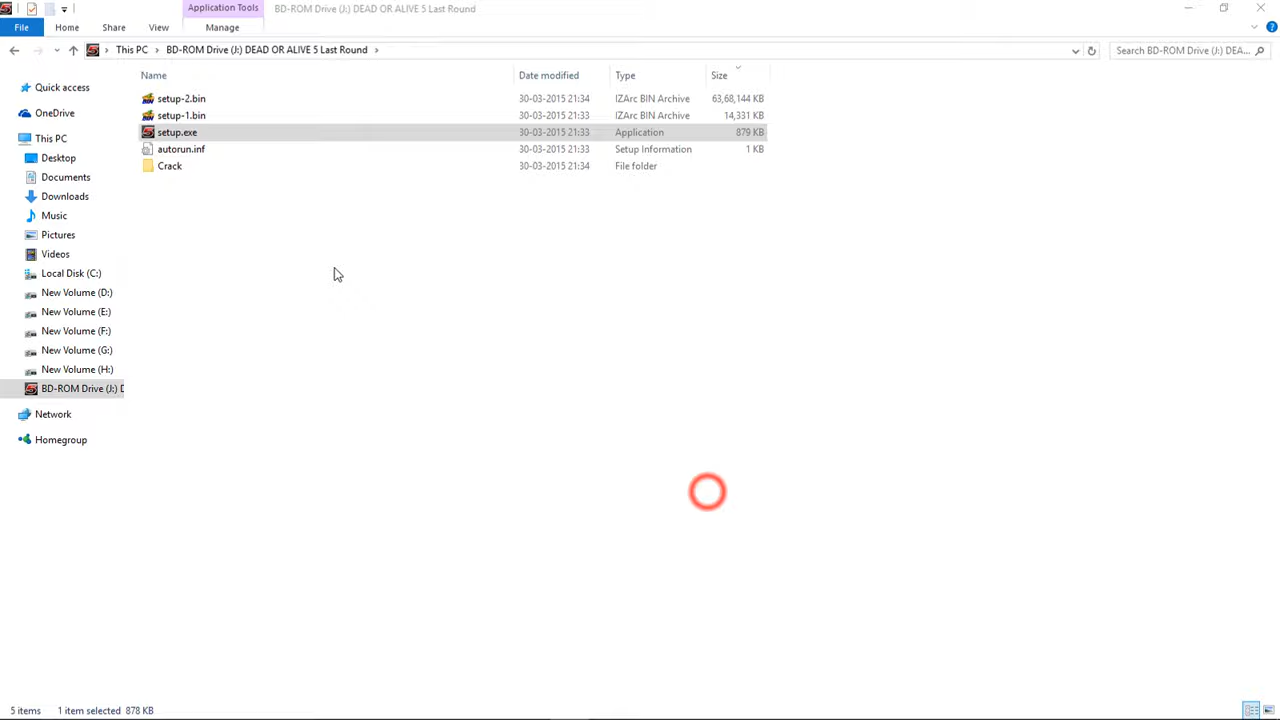 Application Tools
BD-ROM Drive (J:) DEAD OR ALIVE 5 Last Round
File
Home
Share
View
Manage
This PC
BD-ROM Drive (J:) DEAD OR ALIVE 5 Last Round
Search BD-ROM Drive (J:) DEA...
Name
Date modified
Type
Size
setup-2.bin 30-03-2015 21:34 IZArc BIN Archive 63,68,144 KB
setup-1.bin 30-03-2015 21:33 IZArc BIN Archive 14,331 KB
setup.exe 30-03-2015 21:33 Application 879 KB
autorun.inf 30-03-2015 21:33 Setup Information 1 KB
Crack 30-03-2015 21:34 File folder
Quick access
OneDrive
This PC
Desktop
Documents
Downloads
Music
Pictures
Videos
Local Disk (C:)
New Volume (D:)
New Volume (E:)
New Volume (F:)
New Volume (G:)
New Volume (H:)
BD-ROM Drive (J:) D
Network
Homegroup
5 items 1 item selected 878 KB